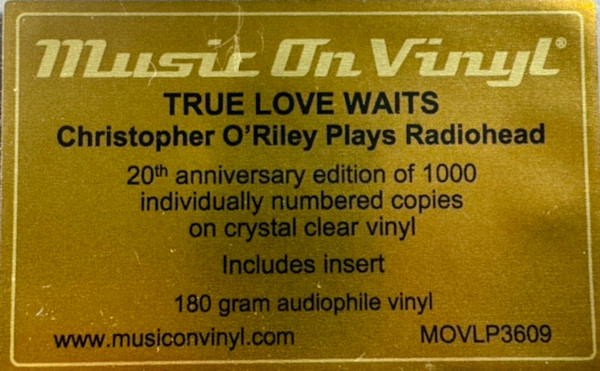 Music On Vinyl®
TRUE LOVE WAITS
Christopher O'Riley Plays Radiohead
20th anniversary edition of 1000
individually numbered copies
on crystal clear vinyl
Includes insert
180 gram audiophile vinyl
www.musiconvinyl.com MOVLP3609